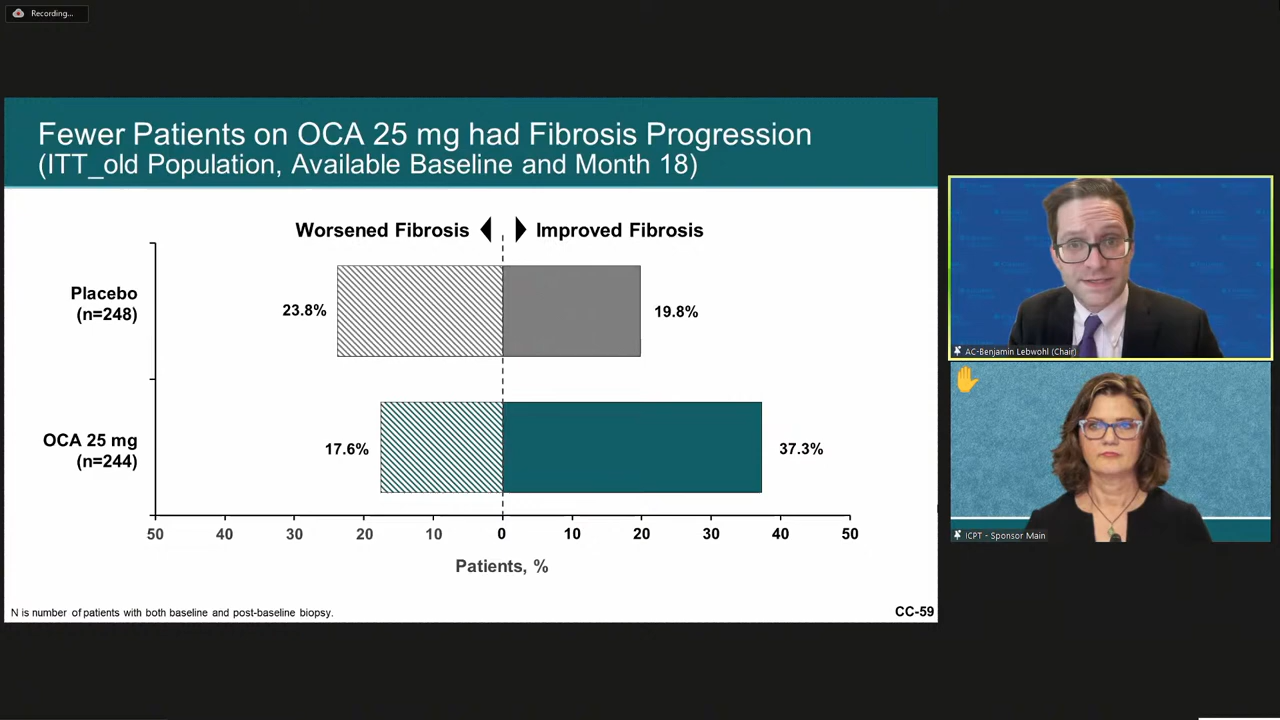 Recording...
Fewer Patients on OCA 25 mg had Fibrosis Progression
(ITT_old Population, Available Baseline and Month 18)
Worsened Fibrosis
Improved Fibrosis
Placebo
(n=248)
23.8%
19.8%
OCA 25 mg
(n=244)
17.6%
37.3%
50 40 30 20 10 0 10 20 30 40 50
Patients, %
N is number of patients with both baseline and post-baseline biopsy.
CC-59
AC-Benjamin Lebwohl (Chair)
ICPT - Sponsor Main